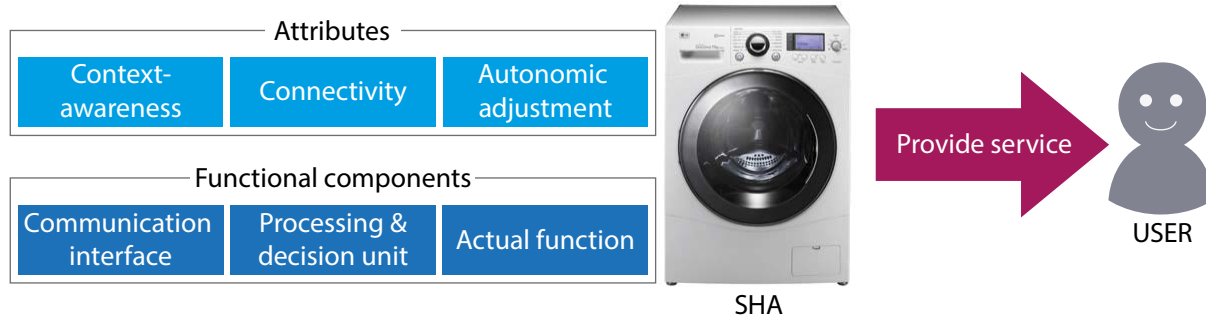 Attributes
Context-
awareness
Connectivity
Autonomic
adjustment
Functional components
Communication
interface
Processing &
decision unit
Actual function
LG
SHA
Provide service
USER